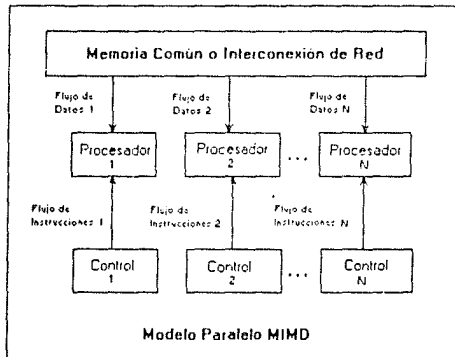 Memoria Común o Interconexión de Red
Flujo de Datos 1
Flujo de Datos 2
Flujo de Datos N
Procesador 1
Procesador 2
...
Procesador N
Flujo de Instrucciones 1
Flujo de Instrucciones 2
Flujo de Instrucciones N
Control 1
Control 2
...
Control N
Modelo Paralelo MIMD